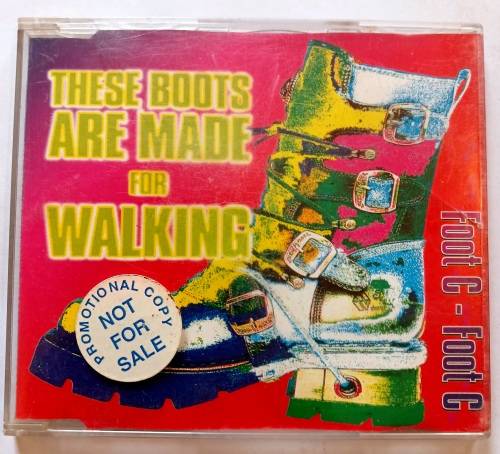 THESE BOOTS
ARE MADE
FOR
WALKING
Foot C - Foot C
PROMOTIONAL COPY
NOT
FOR
SALE